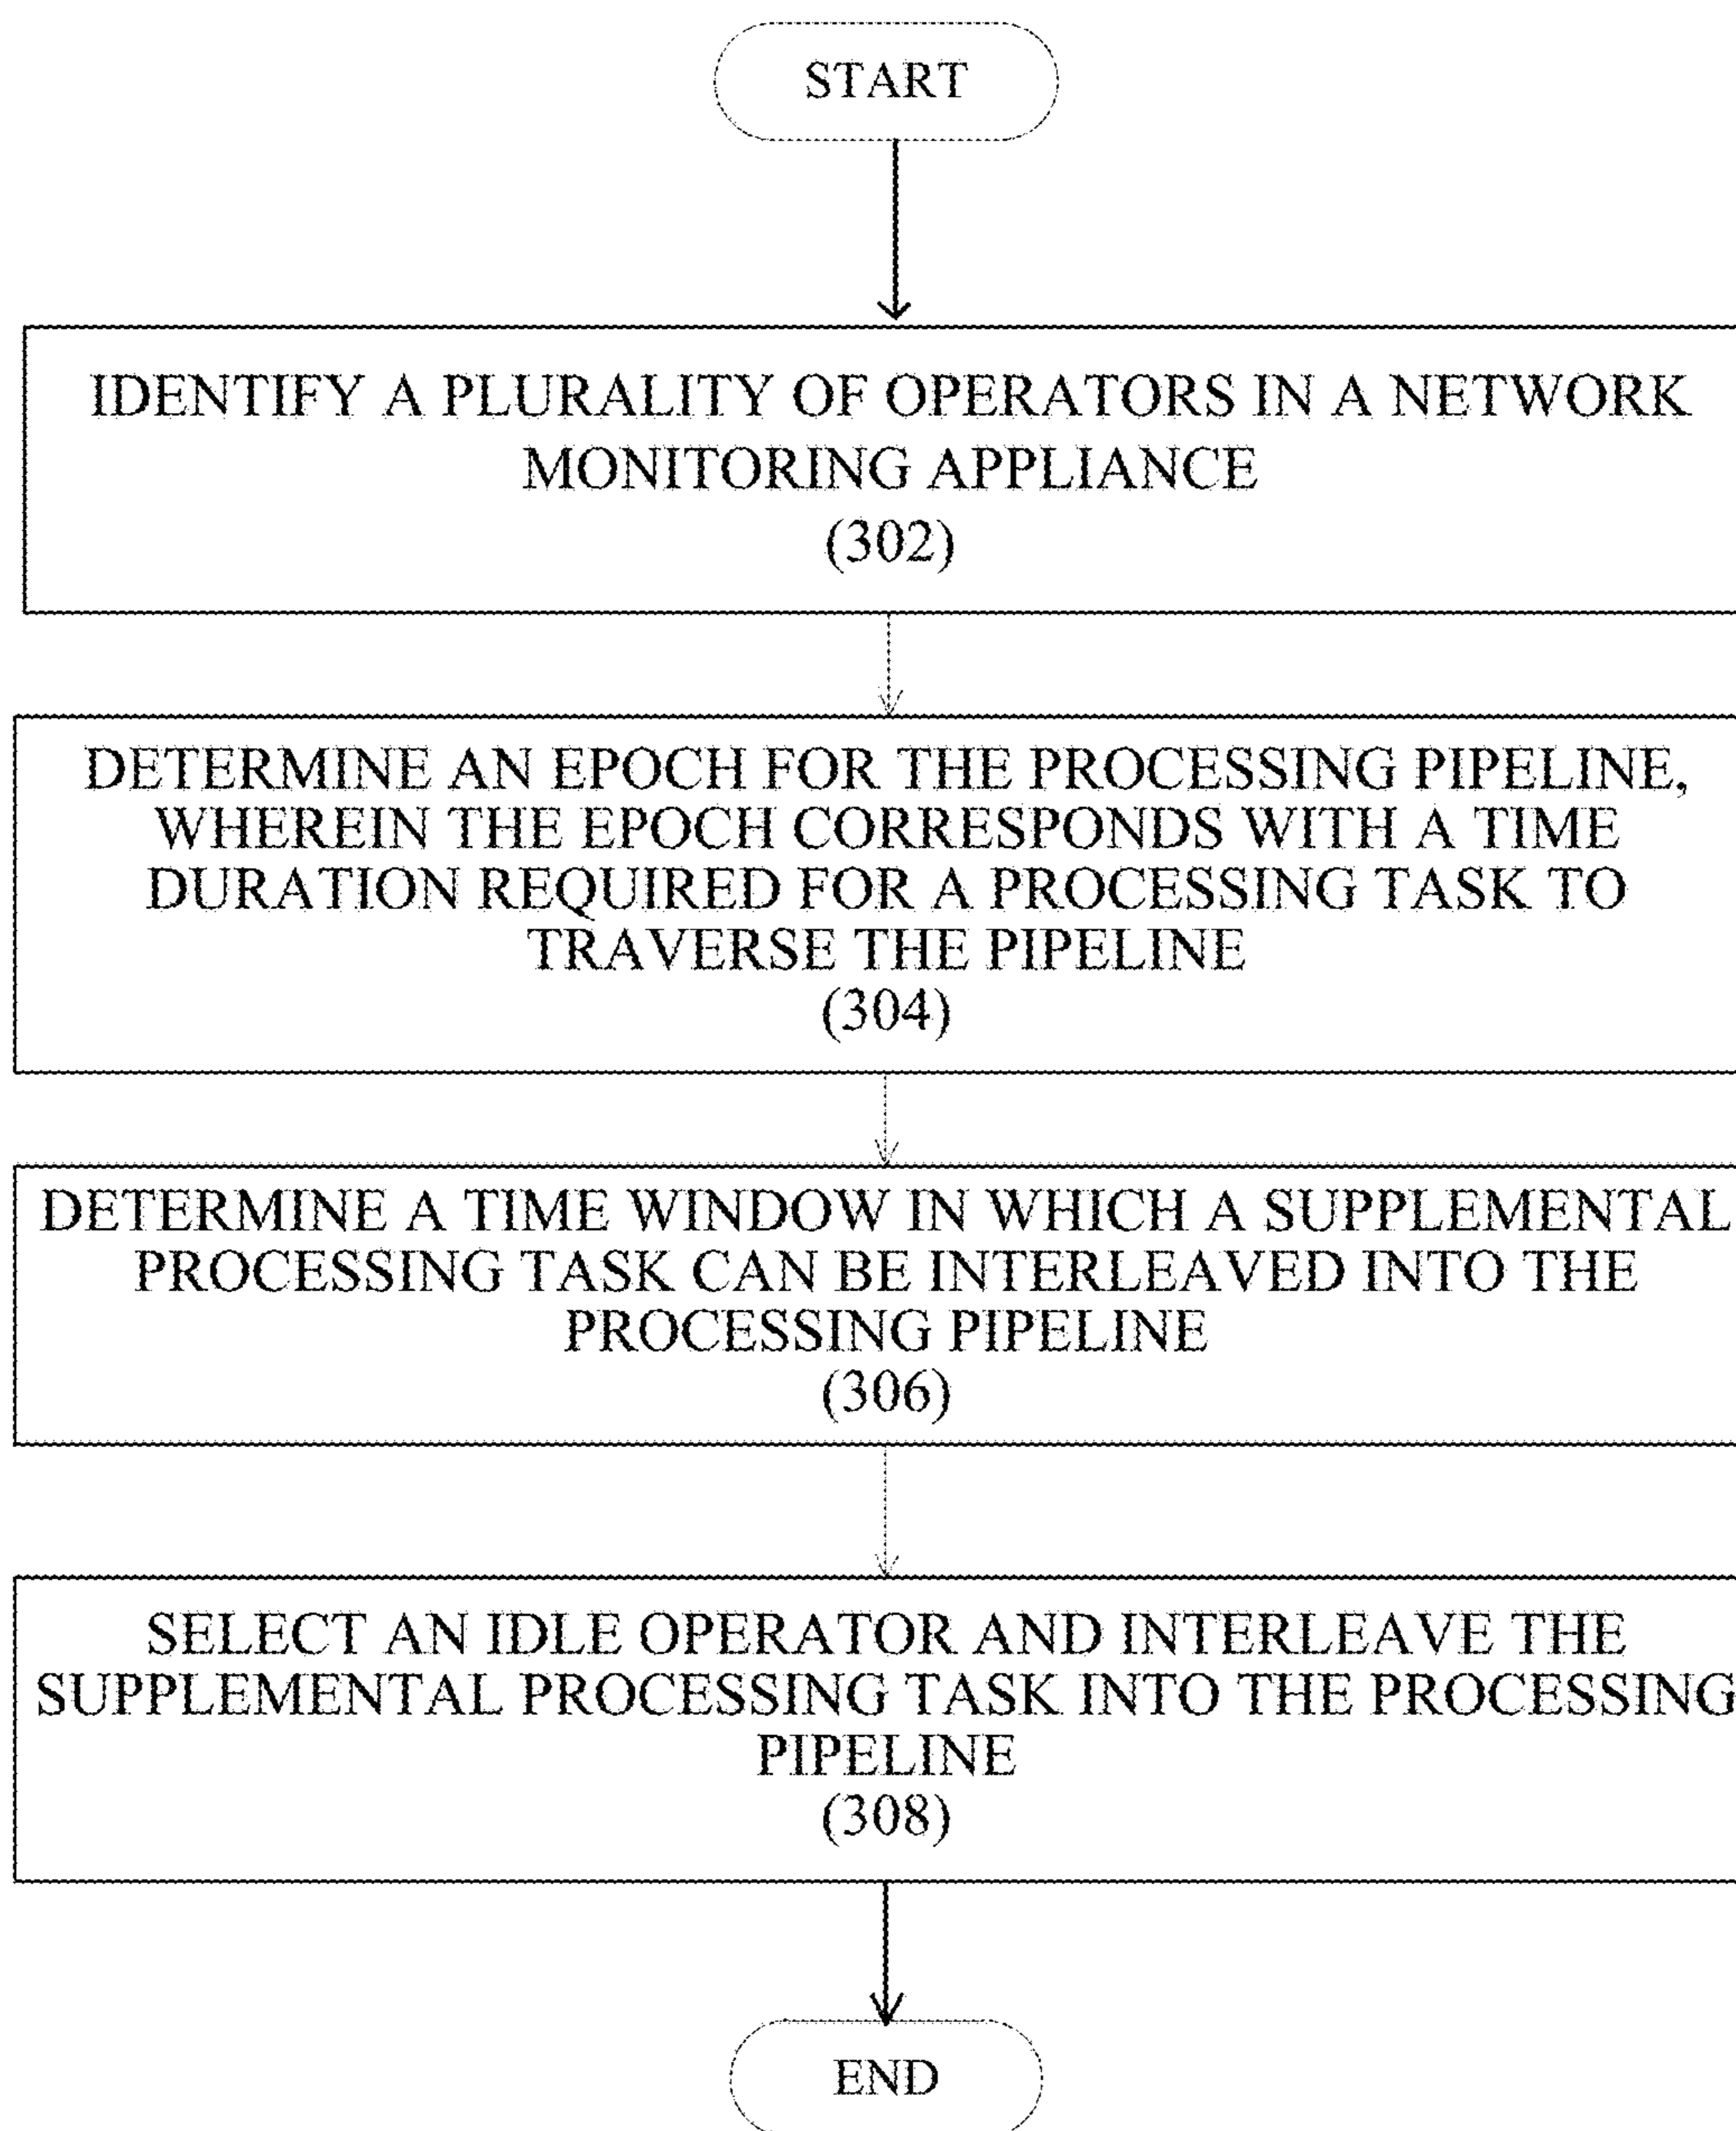 START
IDENTIFY A PLURALITY OF OPERATORS IN A NETWORK
MONITORING APPLIANCE
(302)
DETERMINE AN EPOCH FOR THE PROCESSING PIPELINE,
WHEREIN THE EPOCH CORRESPONDS WITH A TIME
DURATION REQUIRED FOR A PROCESSING TASK TO
TRAVERSE THE PIPELINE
(304)
DETERMINE A TIME WINDOW IN WHICH A SUPPLEMENTAL
PROCESSING TASK CAN BE INTERLEAVED INTO THE
PROCESSING PIPELINE
(306)
SELECT AN IDLE OPERATOR AND INTERLEAVE THE
SUPPLEMENTAL PROCESSING TASK INTO THE PROCESSING
PIPELINE
(308)
END